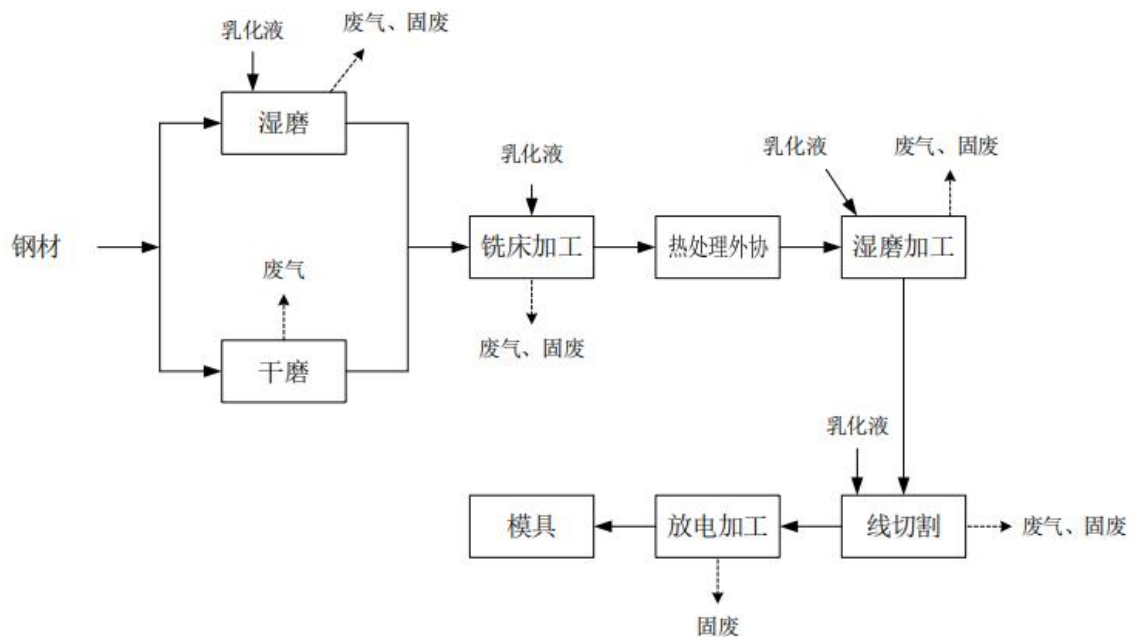 废气、固废
乳化液
湿磨
乳化液
乳化液
废气、固废
钢材
铣床加工
热处理外协
湿磨加工
废气
干磨
废气、固废
乳化液
模具
放电加工
线切割
废气、固废
固废